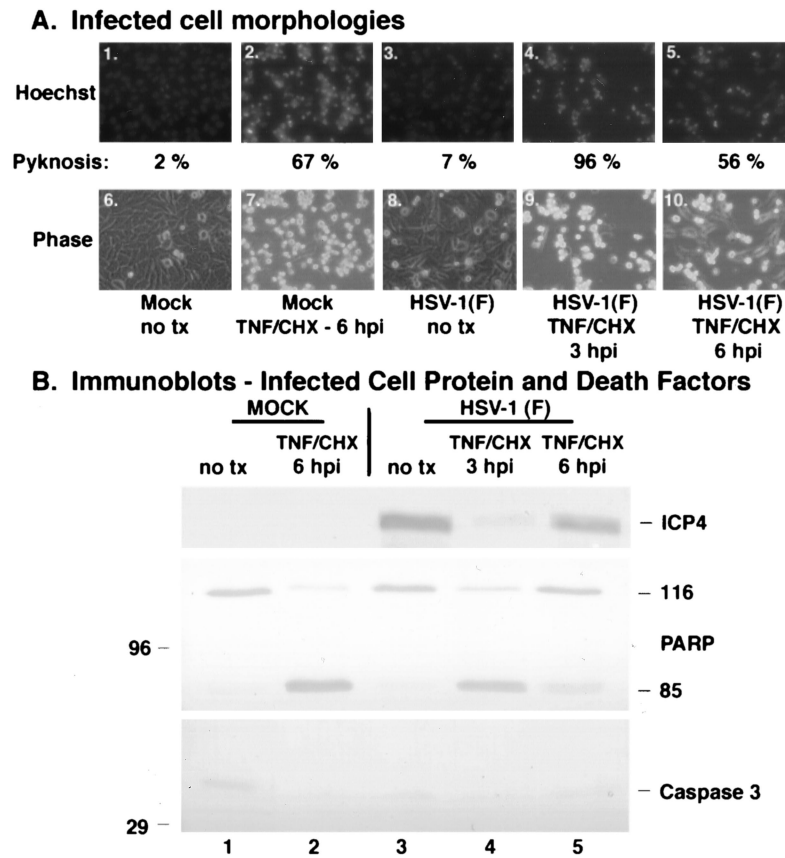 A. Infected cell morphologies
1. 2. 3. 4. 5.
Hoechst
Pyknosis: 2 % 67 % 7 % 96 % 56 %
6. 7. 8. 9. 10.
Phase
Mock Mock HSV-1(F) HSV-1(F) HSV-1(F)
no tx TNF/CHX - 6 hpi no tx TNF/CHX TNF/CHX
3 hpi 6 hpi
B. Immunoblots - Infected Cell Protein and Death Factors
MOCK HSV-1 (F)
TNF/CHX TNF/CHX TNF/CHX
no tx 6 hpi no tx 3 hpi 6 hpi
– ICP4
– 116
96 – PARP
– 85
– Caspase 3
29 –
1 2 3 4 5